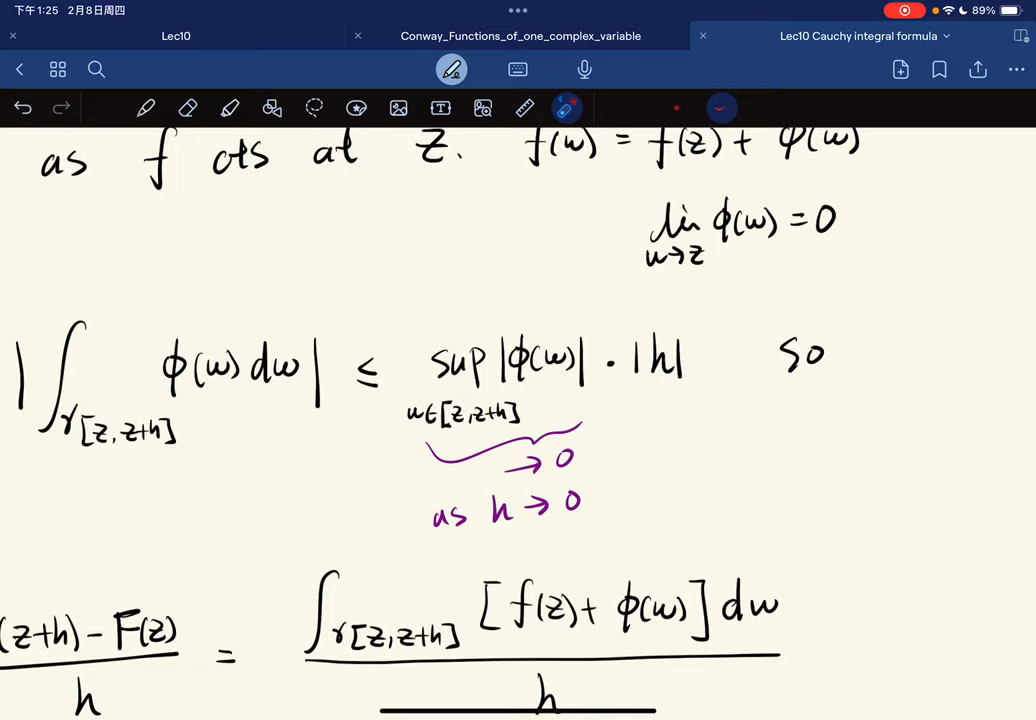 下午1:25 2月8日周四
89%
Lec10
Conway_Functions_of_one_complex_variable
Lec10 Cauchy integral formula
as f cts at z. f(w) = f(z) + ϕ(w)
lim ϕ(w) = 0
w→z
|∫ ϕ(w) dw| ≤ sup |ϕ(w)| · |h| so
γ[z, z+h] w∈[z, z+h]
→ 0
as h → 0
(z+h) - F(z) = ∫γ[z, z+h] [f(z) + ϕ(w)] dw
h h